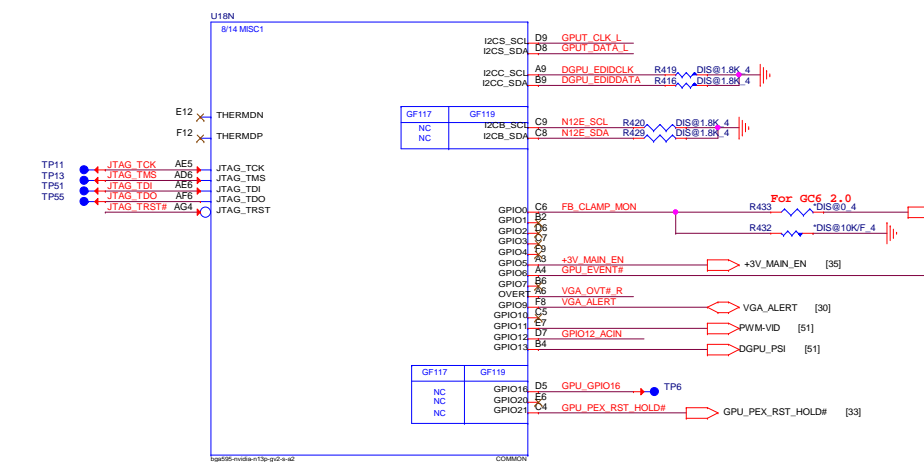 U18N
8/14 MISC1
I2CS_SCL D9 GPUT_CLK_L
I2CS_SDA D8 GPUT_DATA_L
I2CC_SCL A9 DGPU_EDIDCLK R419 DIS@1.8K_4
I2CC_SDA B9 DGPU_EDIDDATA R416 DIS@1.8K_4
E12 THERMDN
GF117 GF119
NC I2CB_SCL C9 N12E_SCL R420 DIS@1.8K_4
NC I2CB_SDA C8 N12E_SDA R429 DIS@1.8K_4
F12 THERMDP
TP11 JTAG_TCK AE5 JTAG_TCK
TP13 JTAG_TMS AD6 JTAG_TMS
TP51 JTAG_TDI AE6 JTAG_TDI
TP55 JTAG_TDO AF6 JTAG_TDO
JTAG_TRST# AG4 JTAG_TRST
For GC6 2.0
GPIO0 C6 FB_CLAMP_MON R433 *DIS@0_4
GPIO1 B2
GPIO2 D6 R432 *DIS@10K/F_4
GPIO3 C7
GPIO4 F9
GPIO5 A3 +3V_MAIN_EN +3V_MAIN_EN [35]
GPIO6 A4 GPU_EVENT#
GPIO7 B6
OVERT A6 VGA_OVT#_R
GPIO9 F8 VGA_ALERT VGA_ALERT [30]
GPIO10 C5
GPIO11 E7 PWM-VID [51]
GPIO12 D7 GPIO12_ACIN
GPIO13 B4 DGPU_PSI [51]
GF117 GF119
NC GPIO16 D5 GPU_GPIO16 TP6
NC GPIO20 E6
NC GPIO21 C4 GPU_PEX_RST_HOLD# GPU_PEX_RST_HOLD# [33]
bga595-nvidia-n13p-gv2-s-a2 COMMON